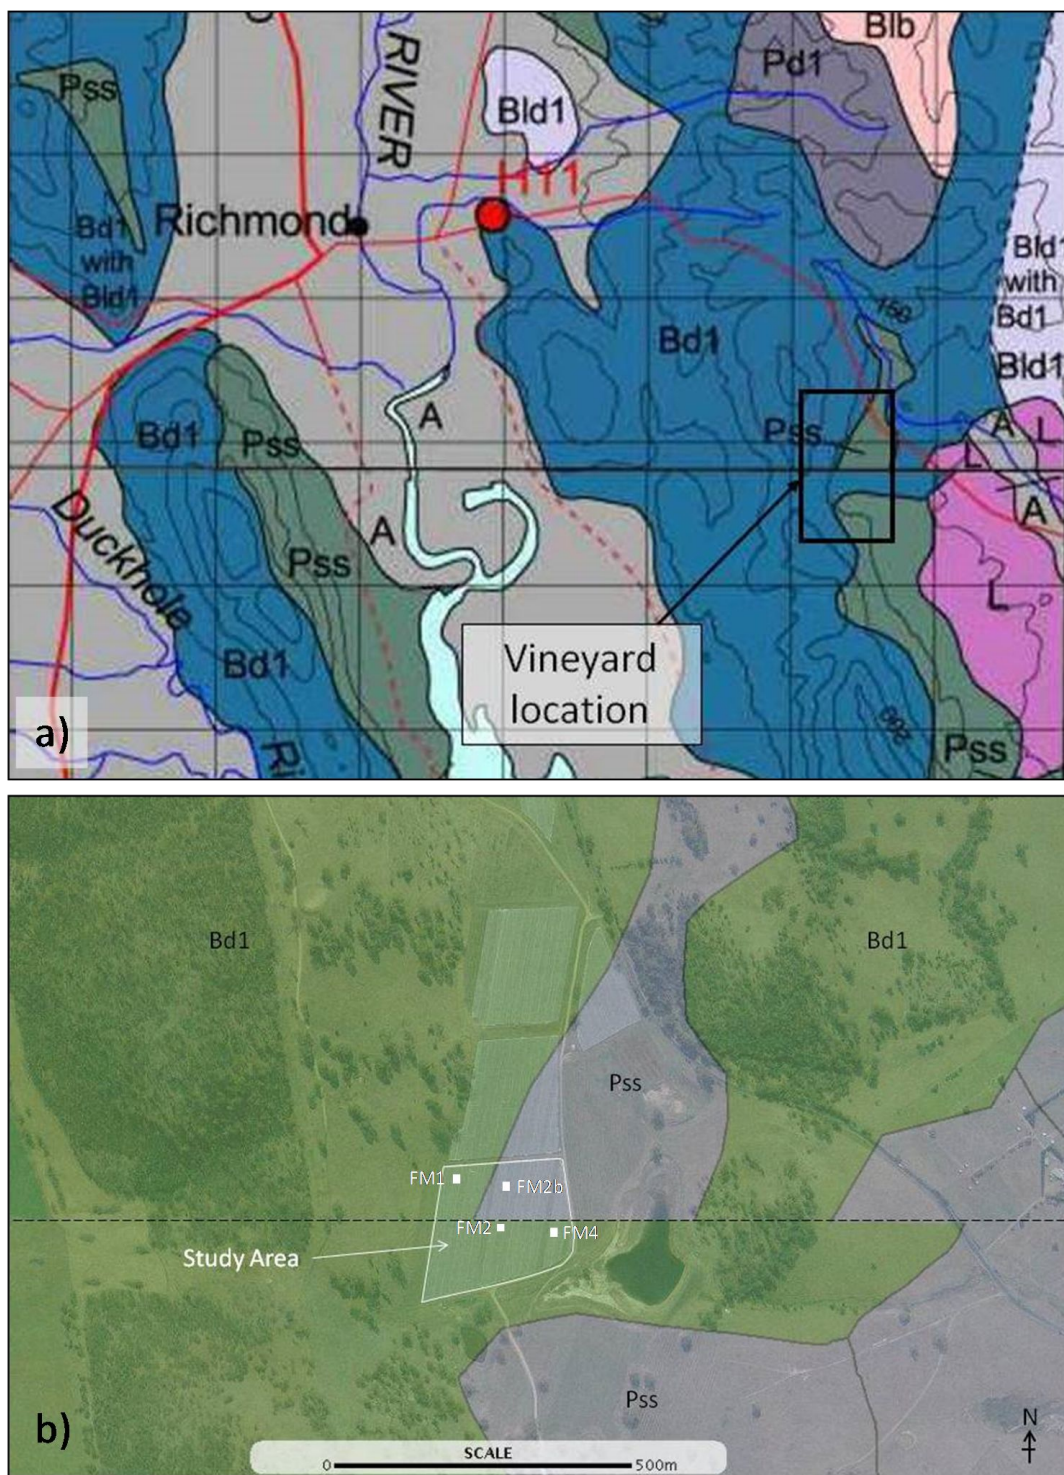 RIVER
Pss
Bld1
H11
Pd1
Blb
Richmond
Bd1
with
Bld1
Bd1
150
Bld1
with
Bd1
Bld1
Bd1
Pss
A
Pss
A
L
L
A
Duckhole
A
Pss
L
Bd1
Vineyard
location
200
Pss
Ri
a)
Bd1
Bd1
Pss
FM1
FM2b
FM2
FM4
Study Area
Pss
b)
N
SCALE
0
500m